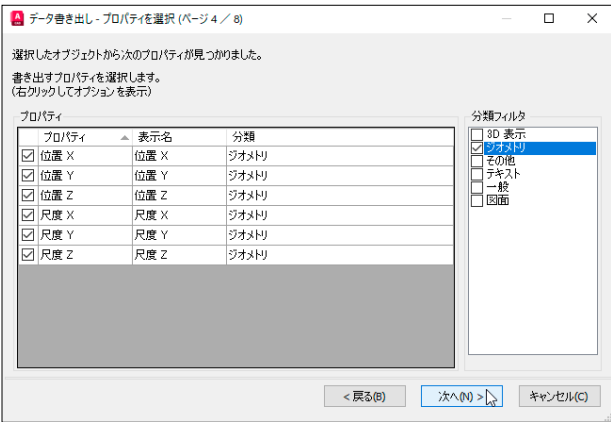 データ書き出し - プロパティを選択 (ページ 4 / 8)
選択したオブジェクトから次のプロパティが見つかりました。
書き出すプロパティを選択します。
(右クリックしてオプションを表示)
プロパティ
プロパティ 表示名 分類
位置 X 位置 X ジオメトリ
位置 Y 位置 Y ジオメトリ
位置 Z 位置 Z ジオメトリ
尺度 X 尺度 X ジオメトリ
尺度 Y 尺度 Y ジオメトリ
尺度 Z 尺度 Z ジオメトリ
分類フィルタ
3D 表示
ジオメトリ
その他
テキスト
一般
図面
< 戻る(B) 次へ(N) > キャンセル(C)